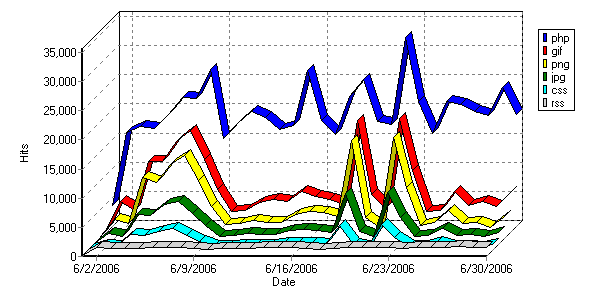 35,000
30,000
25,000
20,000
15,000
10,000
5,000
0
Hits
6/2/2006 6/9/2006 6/16/2006 6/23/2006 6/30/2006
Date
php
gif
png
jpg
css
rss